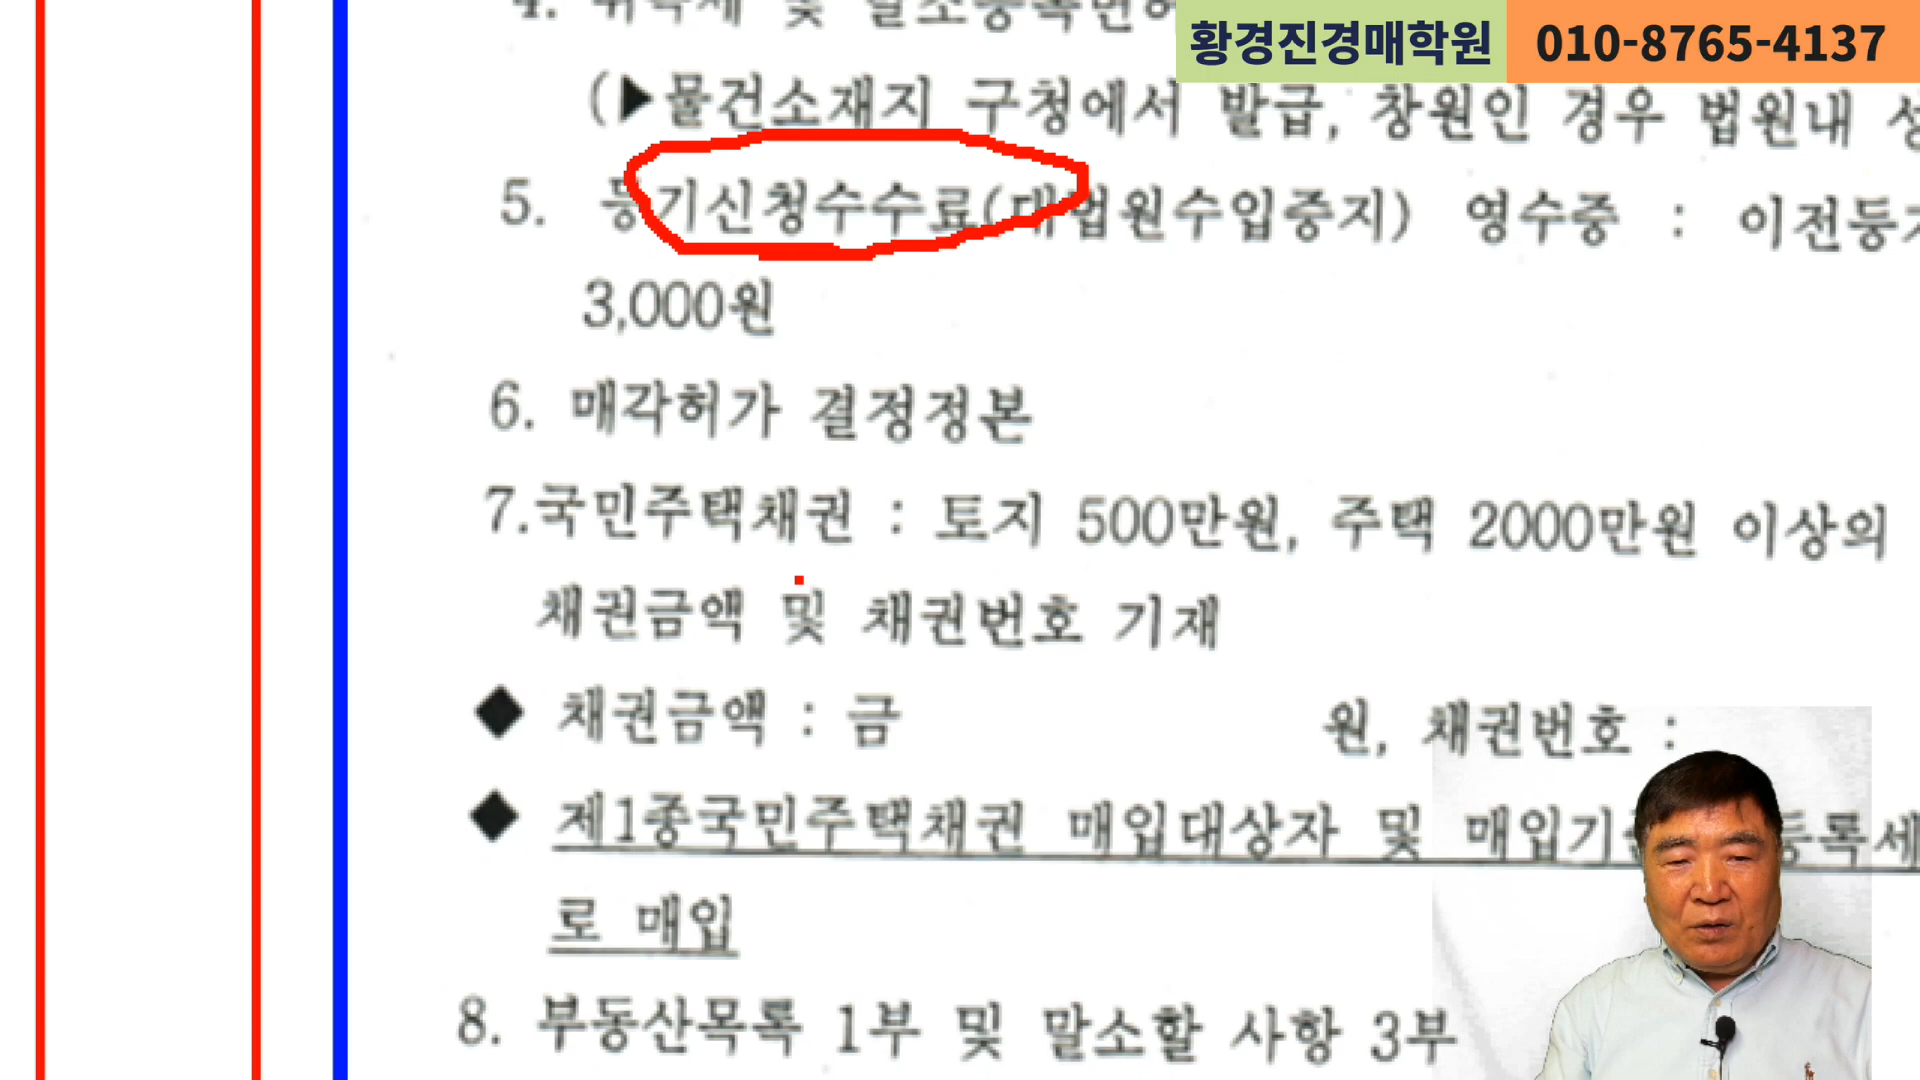 황경진경매학원 010-8765-4137
(▶물건소재지 구청에서 발급, 창원인 경우 법원내
5. 등기신청수수료(대법원수입증지) 영수증 : 이전등기
3,000원
6. 매각허가 결정정본
7.국민주택채권 : 토지 500만원, 주택 2000만원 이상의
채권금액 및 채권번호 기재
◆ 채권금액 : 금 원, 채권번호 :
◆ 제1종국민주택채권 매입대상자 및 등록세
로 매입
8. 부동산목록 1부 및 말소할 사항 3부